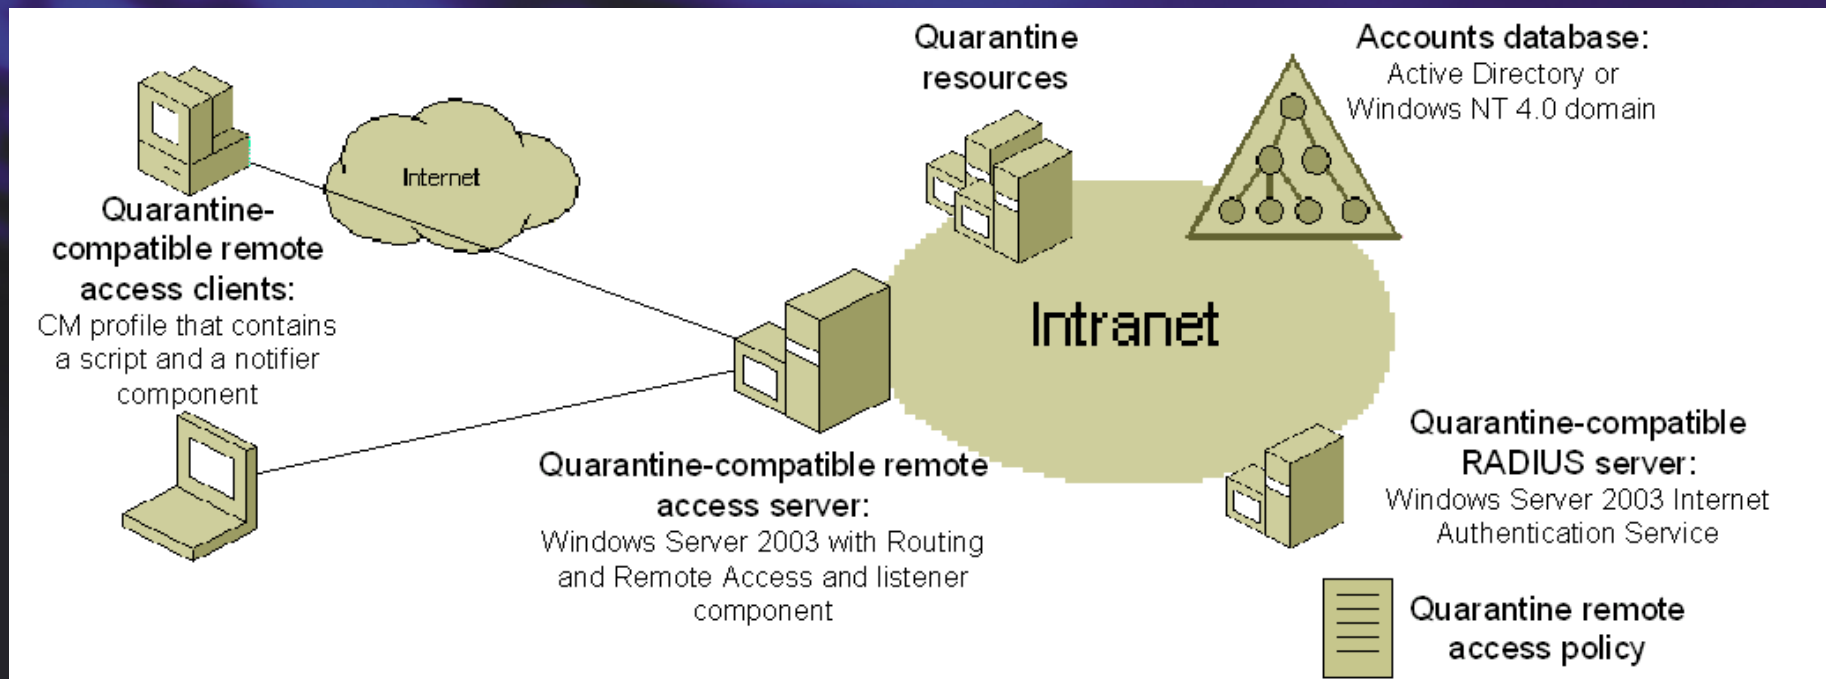 Quarantine
resources
Accounts database:
Active Directory or
Windows NT 4.0 domain
Internet
Quarantine-
compatible remote
access clients:
CM profile that contains
a script and a notifier
component
Intranet
Quarantine-compatible remote
access server:
Windows Server 2003 with Routing
and Remote Access and listener
component
Quarantine-compatible
RADIUS server:
Windows Server 2003 Internet
Authentication Service
Quarantine remote
access policy